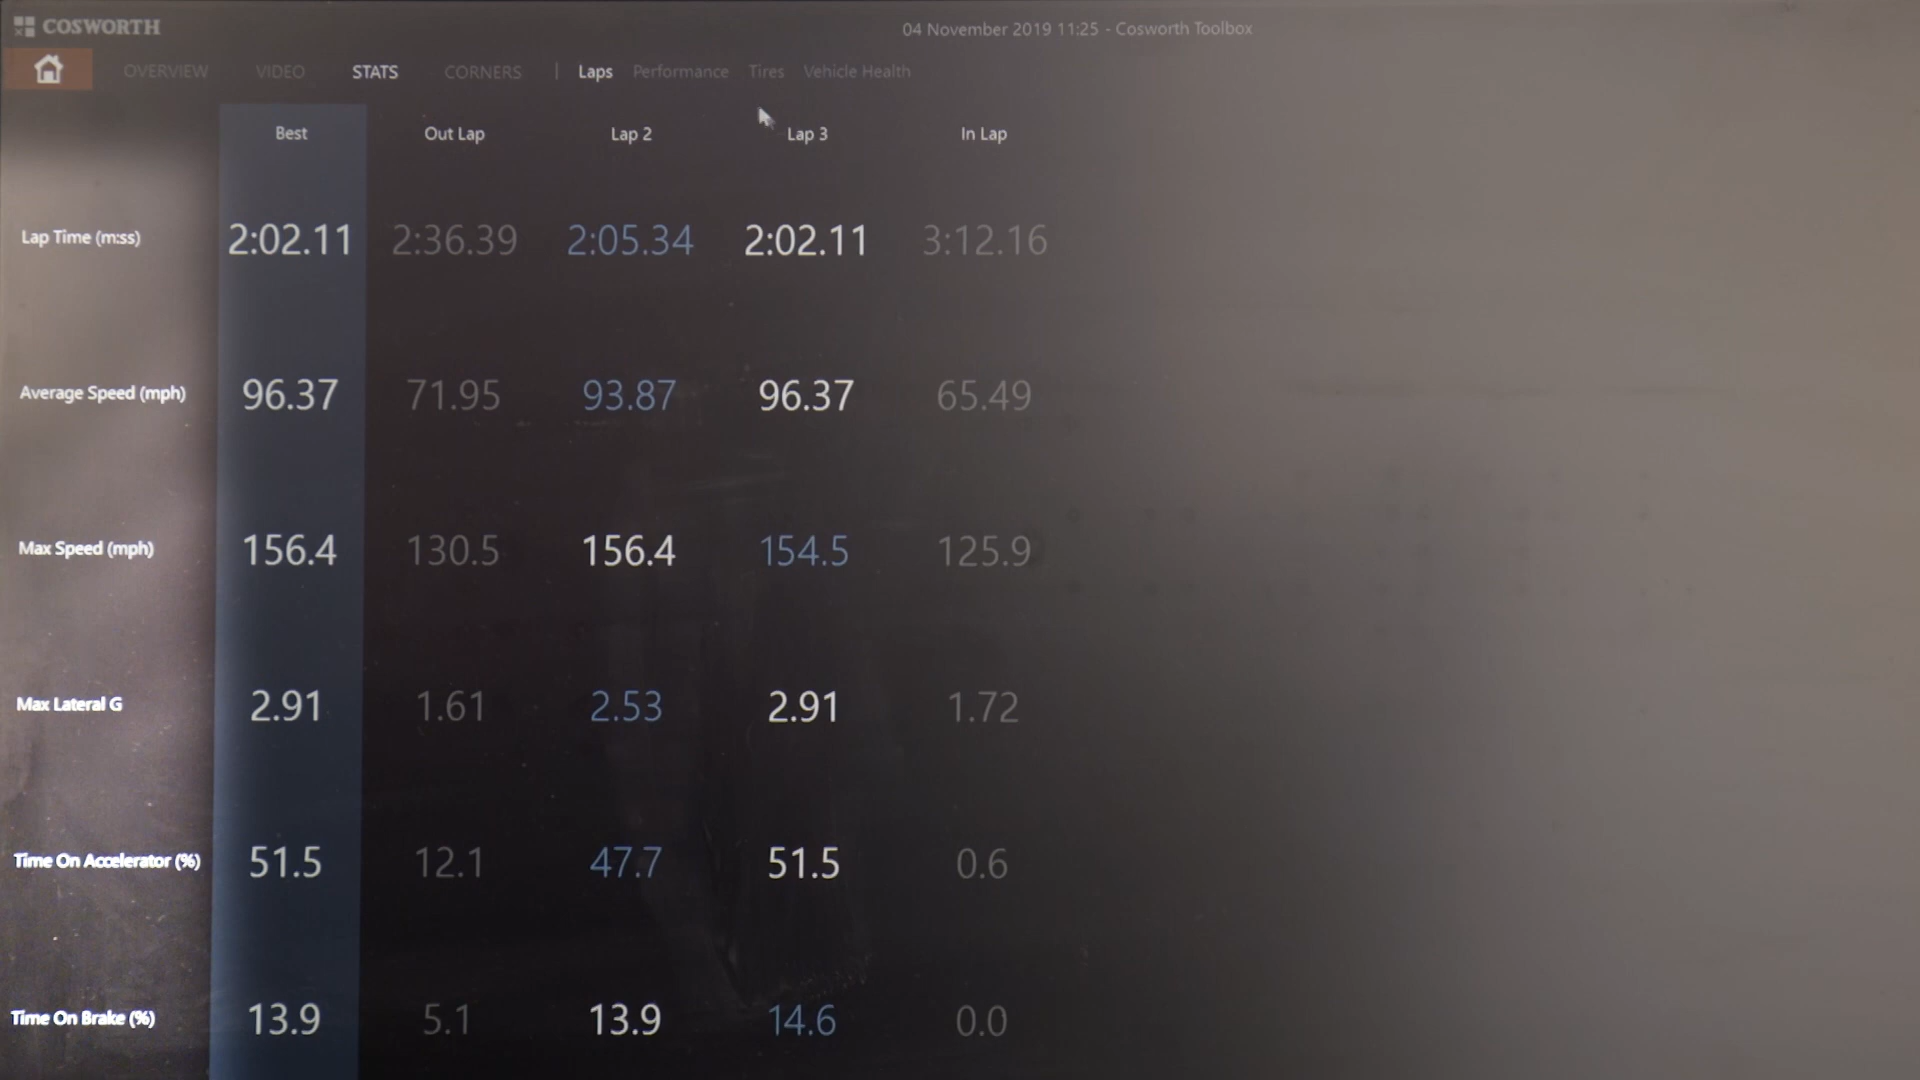 COSWORTH
04 November 2019 11:25 - Cosworth Toolbox
OVERVIEW VIDEO STATS CORNERS | Laps Performance Tires Vehicle Health
Best Out Lap Lap 2 Lap 3 In Lap
Lap Time (m:ss) 2:02.11 2:36.39 2:05.34 2:02.11 3:12.16
Average Speed (mph) 96.37 71.95 93.87 96.37 65.49
Max Speed (mph) 156.4 130.5 156.4 154.5 125.9
Max Lateral G 2.91 1.61 2.53 2.91 1.72
Time On Accelerator (%) 51.5 12.1 47.7 51.5 0.6
Time On Brake (%) 13.9 5.1 13.9 14.6 0.0